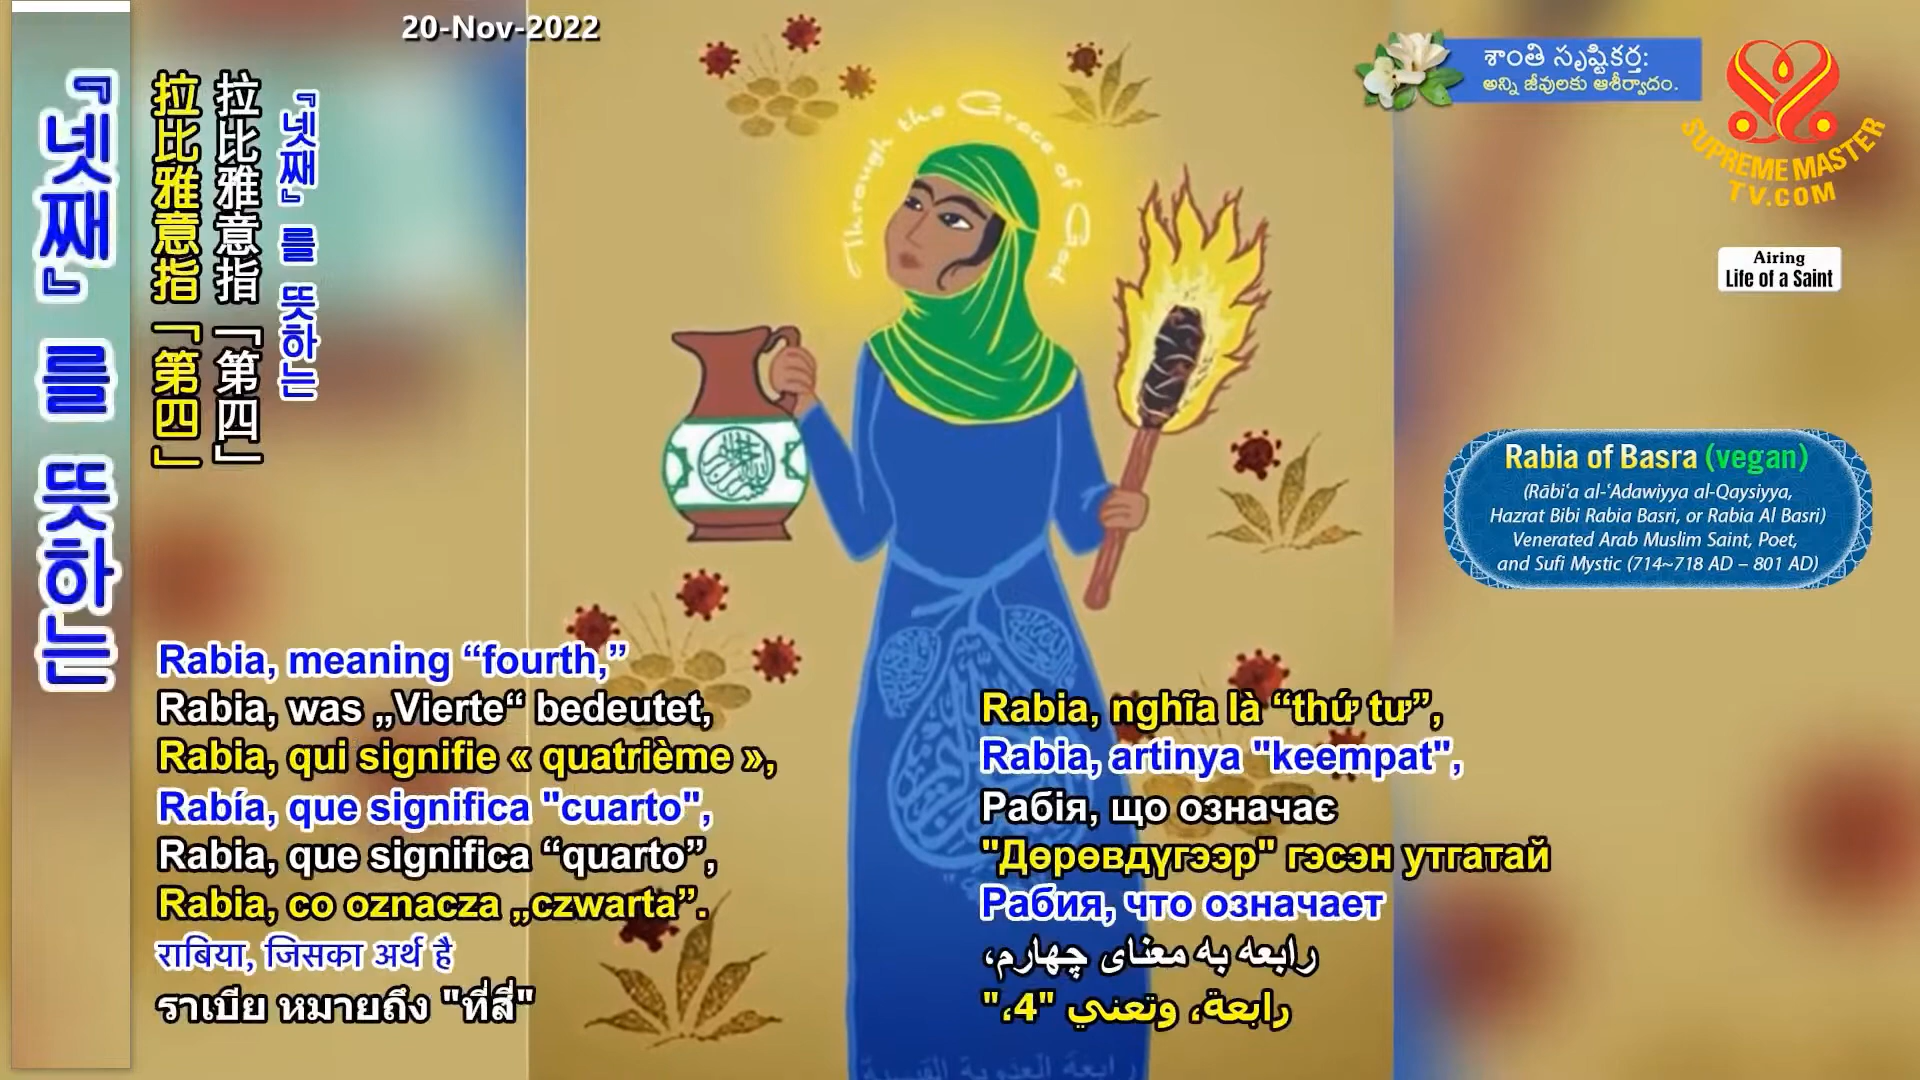 20-Nov-2022
శాంతి సృష్టికర్త:
అన్ని జీవులకు ఆశీర్వాదం.
SUPREME MASTER
TV.COM
Airing
Life of a Saint
『넷째』를 뜻하는
拉比雅意指「第四」
拉比雅意指「第四」
『넷째』를 뜻하는
Through the Grace of God
Rabia of Basra (vegan)
(Rābi‘a al-‘Adawiyya al-Qaysiyya,
Hazrat Bibi Rabia Basri, or Rabia Al Basri)
Venerated Arab Muslim Saint, Poet,
and Sufi Mystic (714~718 AD – 801 AD)
Rabia, meaning “fourth,”
Rabia, was „Vierte“ bedeutet,
Rabia, qui signifie « quatrième »,
Rabía, que significa "cuarto",
Rabia, que significa “quarto”,
Rabia, co oznacza „czwarta”.
राबिया, जिसका अर्थ है
ราเบีย หมายถึง "ที่สี่"
Rabia, nghĩa là “thứ tư”,
Rabia, artinya "keempat",
Рабія, що означає
"Дөрөвдүгээр" гэсэн утгатай
Рабия, что означает
رابعه به معنای چهارم،
رابعة، وتعني "4،"
رابعة العدوية القيسية